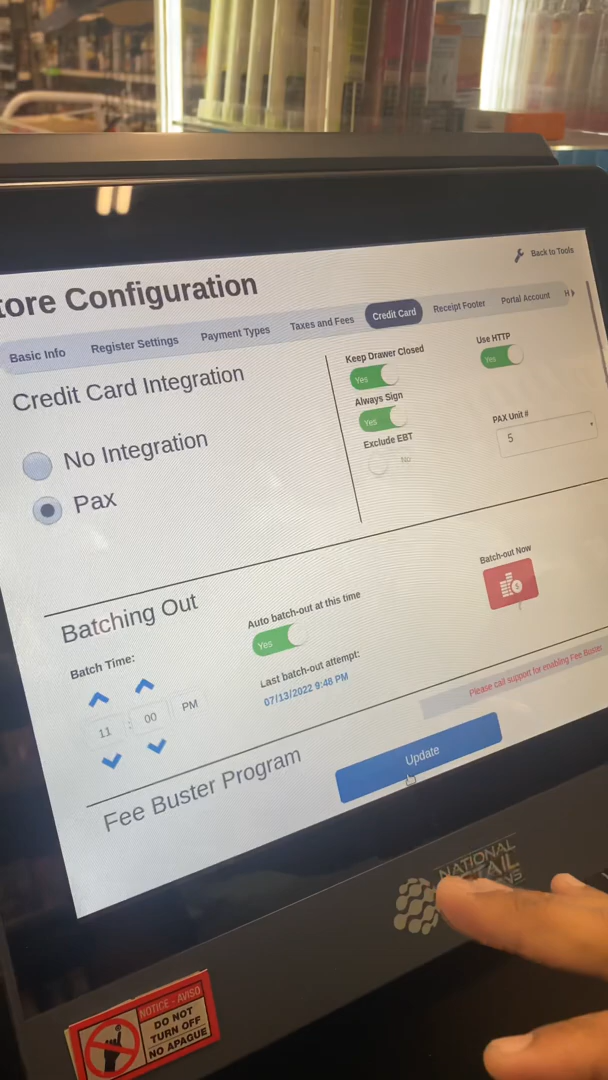 Back to Tools
tore Configuration
Basic Info
Register Settings
Payment Types
Taxes and Fees
Credit Card
Receipt Footer
Portal Account
H
Credit Card Integration
No Integration
Pax
Keep Drawer Closed
Yes
Always Sign
Yes
Exclude EBT
No
Use HTTP
Yes
PAX Unit #
5
Batching Out
Batch Time:
11 : 00 PM
Auto batch-out at this time
Yes
Last batch-out attempt:
07/13/2022 9:48 PM
Batch-out Now
Please call support for enabling Fee Buster
Fee Buster Program
Update
NATIONAL
NOTICE - AVISO
DO NOT
TURN OFF
NO APAGUE